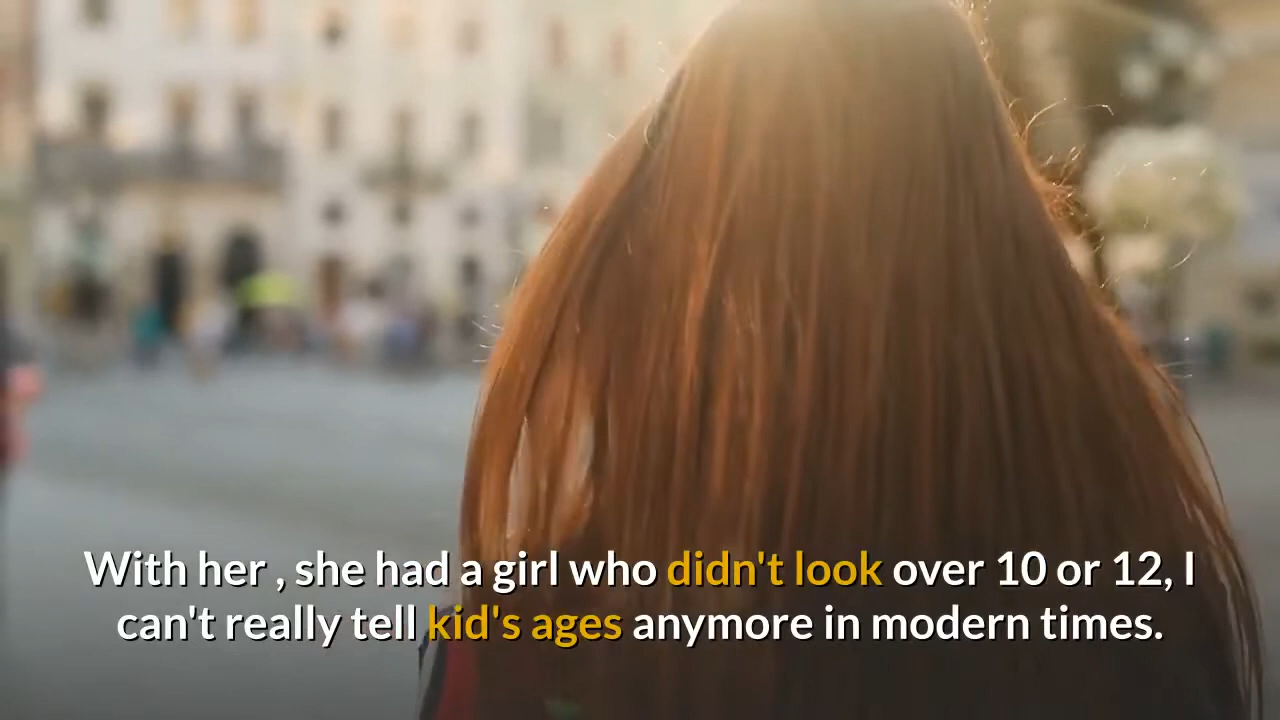 With her , she had a girl who didn't look over 10 or 12, I
can't really tell kid's ages anymore in modern times.